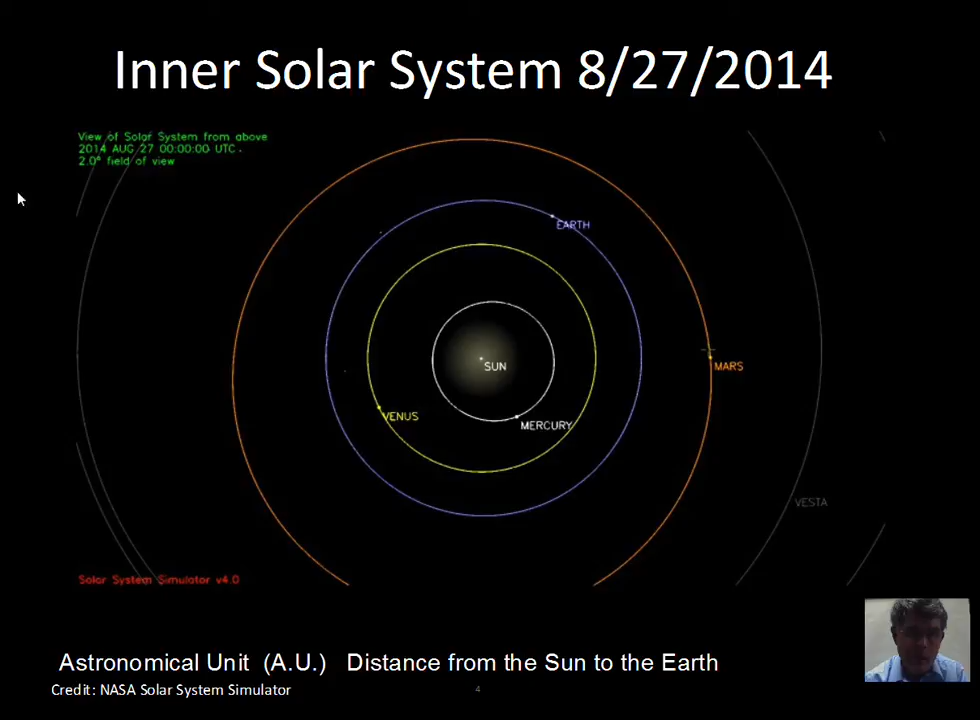 Inner Solar System 8/27/2014
View of Solar System from above
2014 AUG 27 00:00:00 UTC
2.0° field of view
EARTH
SUN
MARS
VENUS
MERCURY
VESTA
Solar System Simulator v4.0
Astronomical Unit (A.U.) Distance from the Sun to the Earth
Credit: NASA Solar System Simulator
4